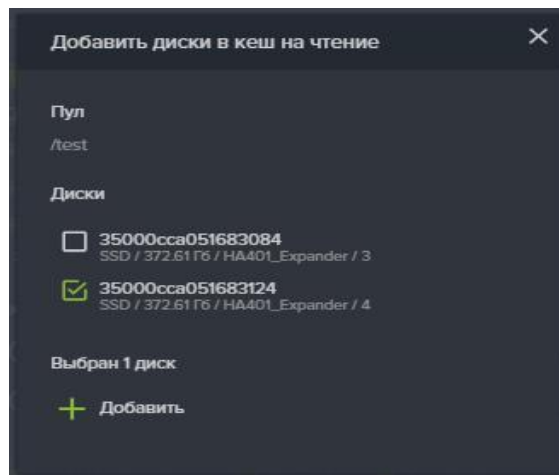 Добавить диски в кеш на чтение
Пул
/test
Диски
35000cca051683084
SSD / 372.61 Гб / HA401_Expander / 3
35000cca051683124
SSD / 372.61 Гб / HA401_Expander / 4
Выбран 1 диск
Добавить